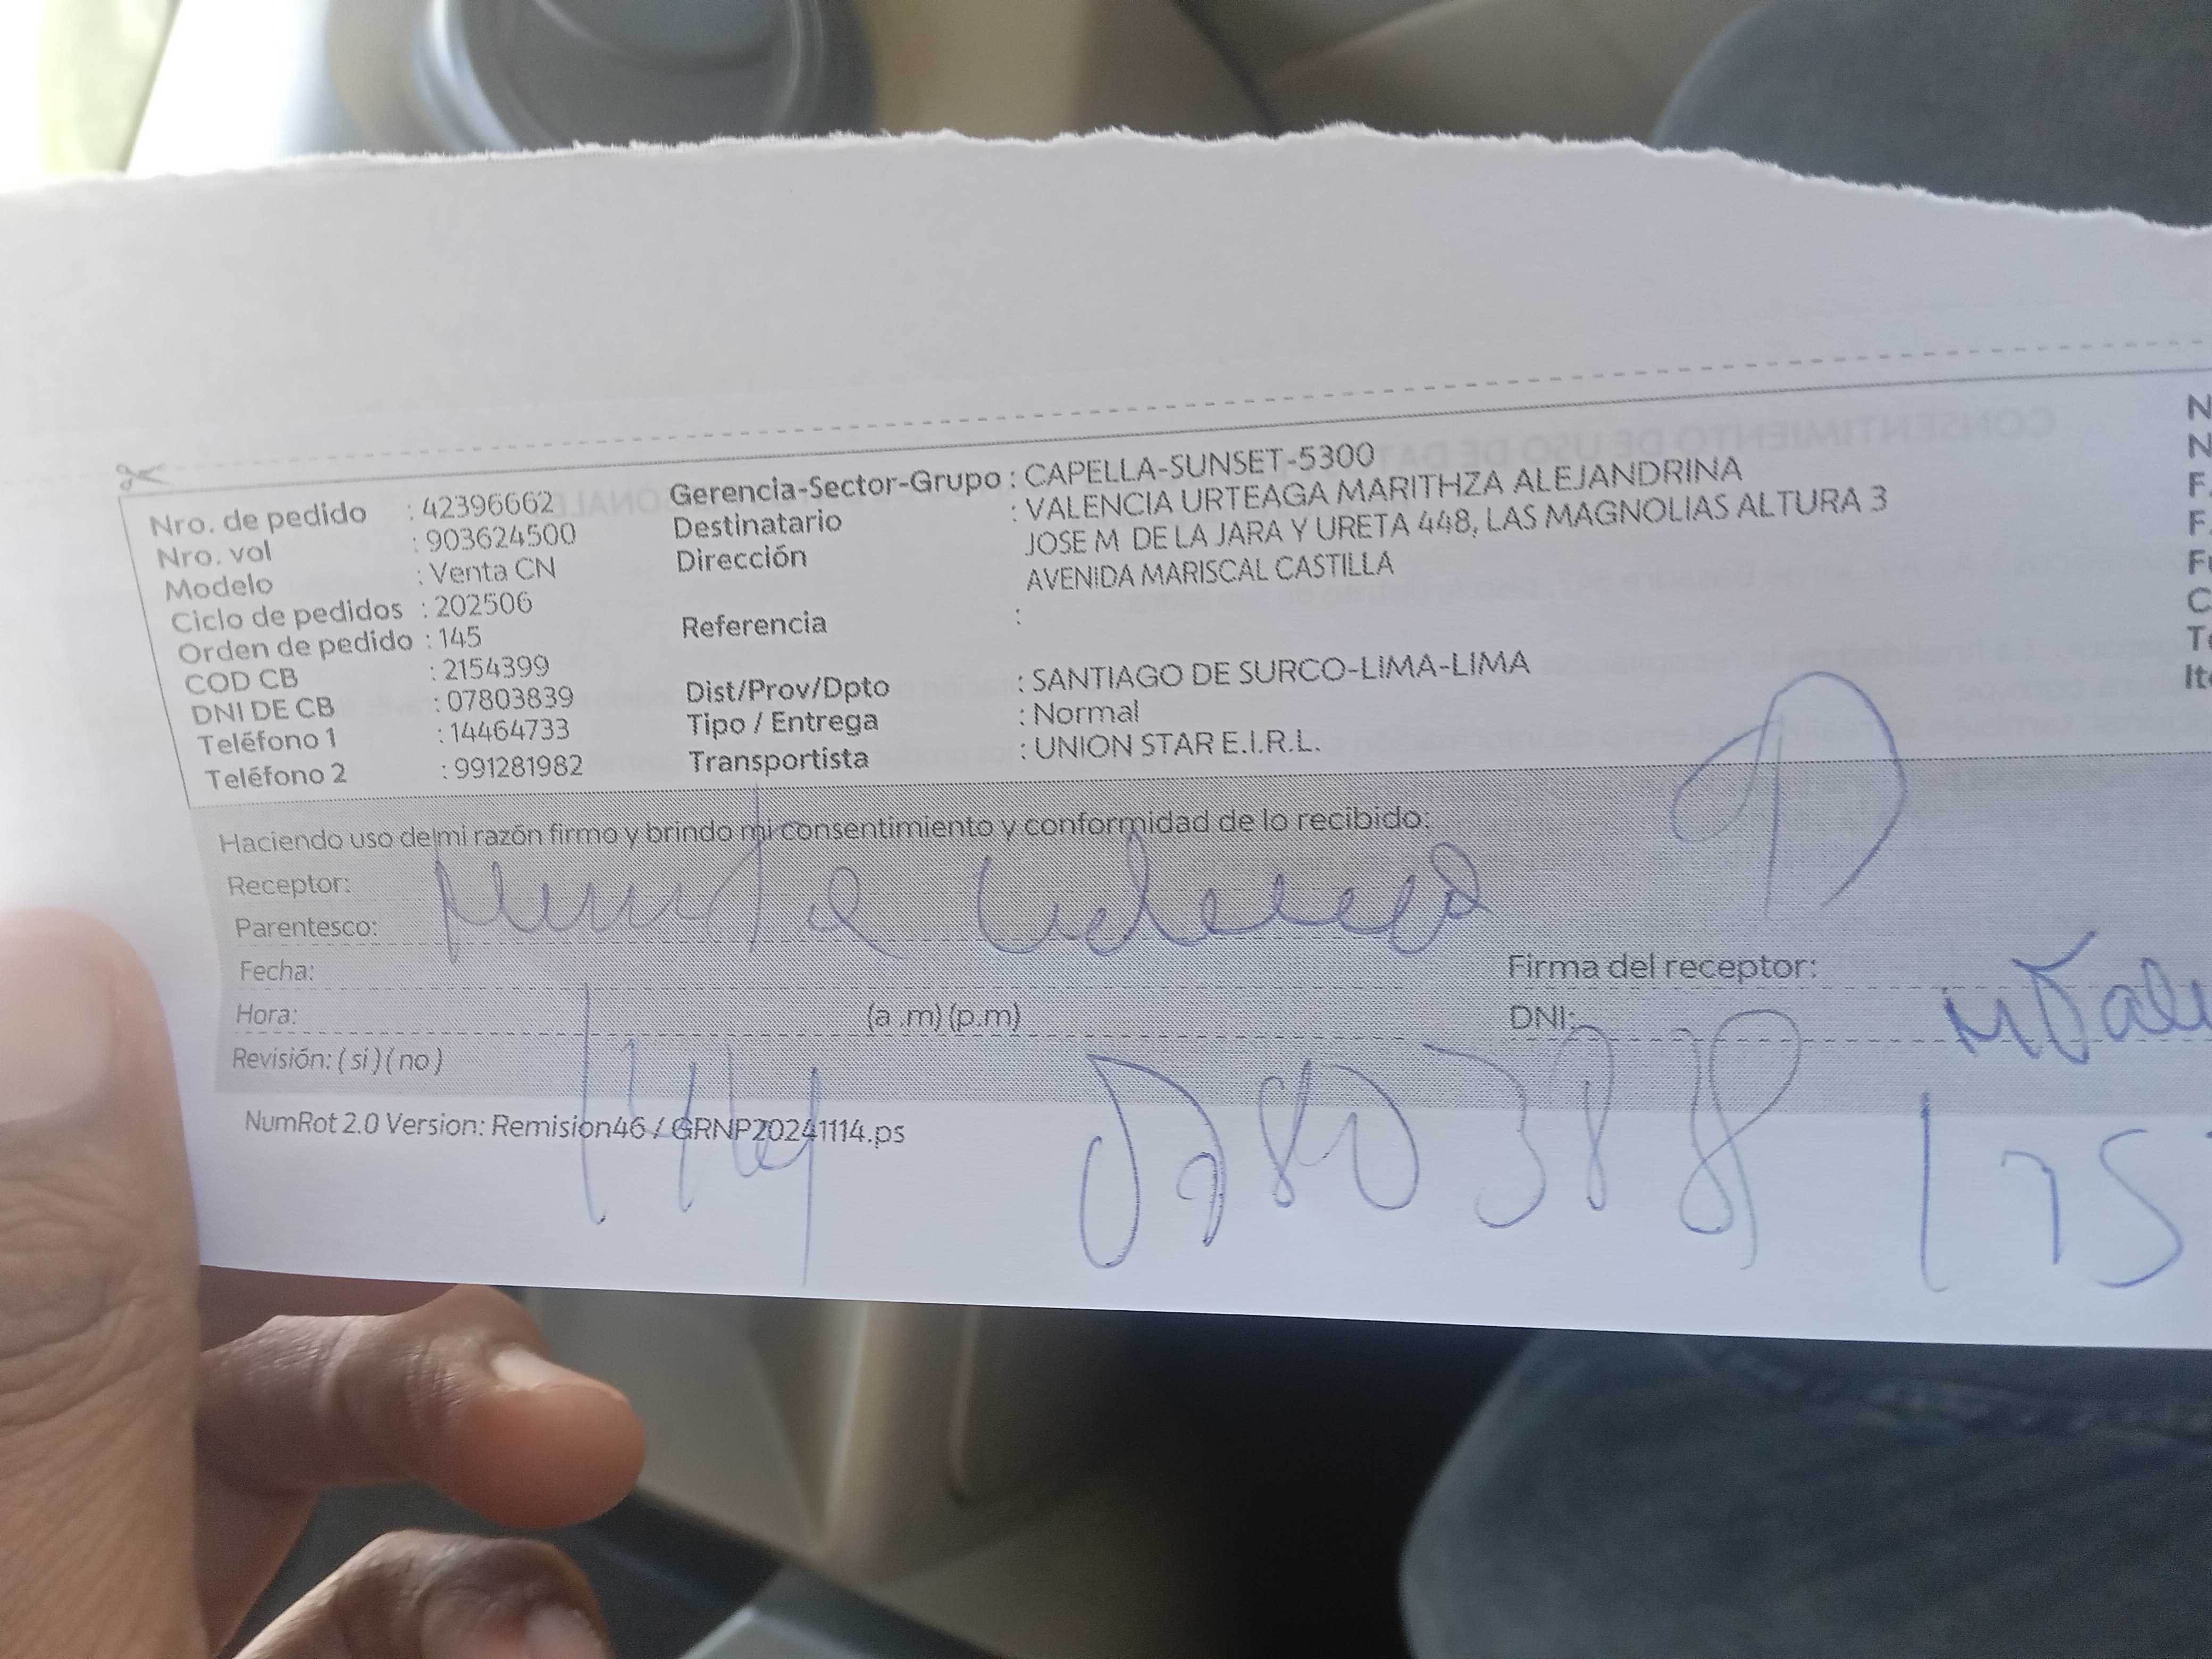 Nro. de pedido : 42396662
Nro. vol : 903624500
Modelo : Venta CN
Ciclo de pedidos : 202506
Orden de pedido : 145
COD CB : 2154399
DNI DE CB : 07803839
Teléfono 1 : 14464733
Teléfono 2 : 991281982
Gerencia-Sector-Grupo : CAPELLA-SUNSET-5300
Destinatario : VALENCIA URTEAGA MARITHZA ALEJANDRINA
Dirección JOSE M DE LA JARA Y URETA 448, LAS MAGNOLIAS ALTURA 3
AVENIDA MARISCAL CASTILLA
Referencia :
Dist/Prov/Dpto : SANTIAGO DE SURCO-LIMA-LIMA
Tipo / Entrega : Normal
Transportista : UNION STAR E.I.R.L.
Haciendo uso de mi razón firmo y brindo mi consentimiento y conformidad de lo recibido:
Receptor:
Parentesco:
Fecha:
Firma del receptor:
Hora: (a .m) (p.m)
DNI:
Revisión: ( si ) ( no )
NumRot 2.0 Version: Remision46 / GRNP20241114.ps